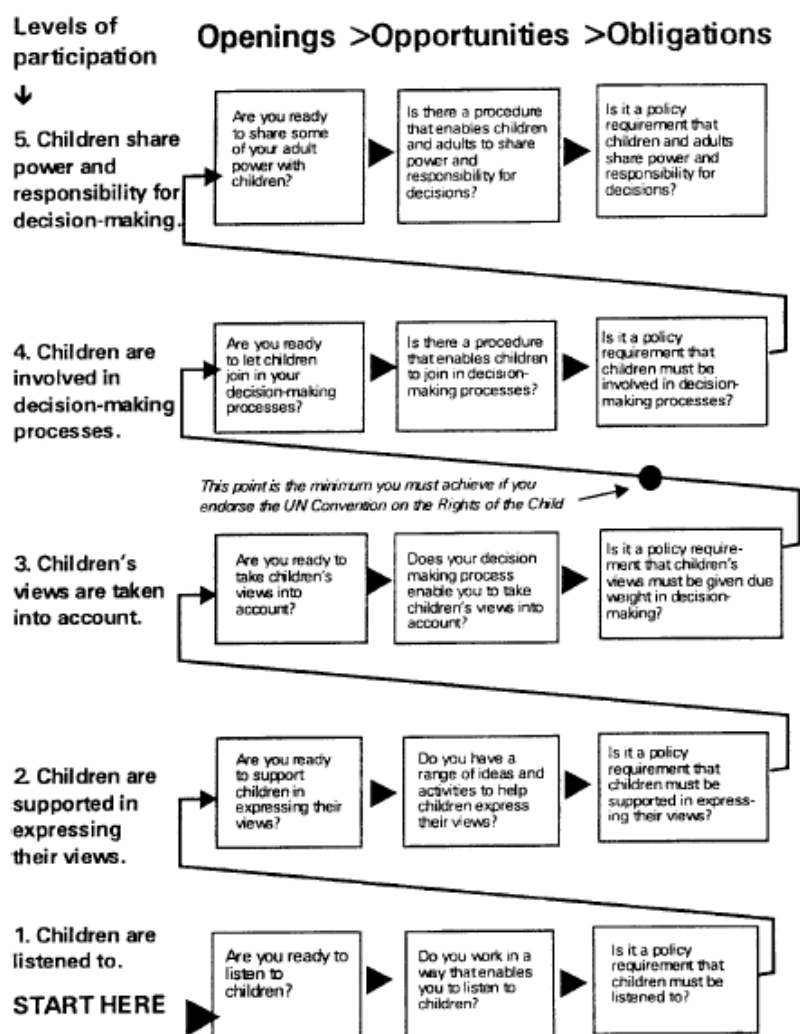 Levels of
participation
Openings >Opportunities >Obligations
5. Children share
power and
responsibility for
decision-making.
Are you ready
to share some
of your adult
power with
children?
Is there a procedure
that enables children
and adults to share
power and
responsibility for
decisions?
Is it a policy
requirement that
children and adults
share power and
responsibility for
decisions?
4. Children are
involved in
decision-making
processes.
Are you ready
to let children
join in your
decision-making
processes?
Is there a procedure
that enables children
to join in decision-
making processes?
Is it a policy
requirement that
children must be
involved in decision-
making processes?
This point is the minimum you must achieve if you
endorse the UN Convention on the Rights of the Child
3. Children's
views are taken
into account.
Are you ready to
take children's
views into
account?
Does your decision
making process
enable you to take
children's views into
account?
Is it a policy require-
ment that children's
views must be given due
weight in decision-
making?
2. Children are
supported in
expressing
their views.
Are you ready
to support
children in
expressing their
views?
Do you have a
range of ideas and
activities to help
children express
their views?
Is it a policy
requirement that
children must be
supported in express-
ing their views?
1. Children are
listened to.
START HERE
Are you ready to
listen to
children?
Do you work in a
way that enables
you to listen to
children?
Is it a policy
requirement that
children must be
listened to?